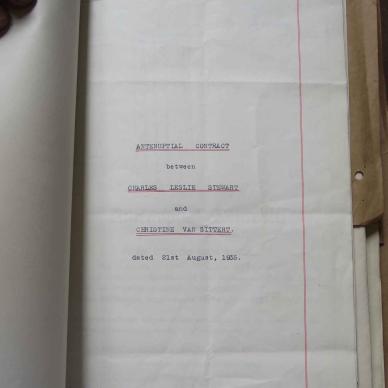 ANTENUPTIAL CONTRACT
between
CHARLES LESLIE STEWART
and
CHRISTINE VAN SITTERT.
dated 21st August, 1935.